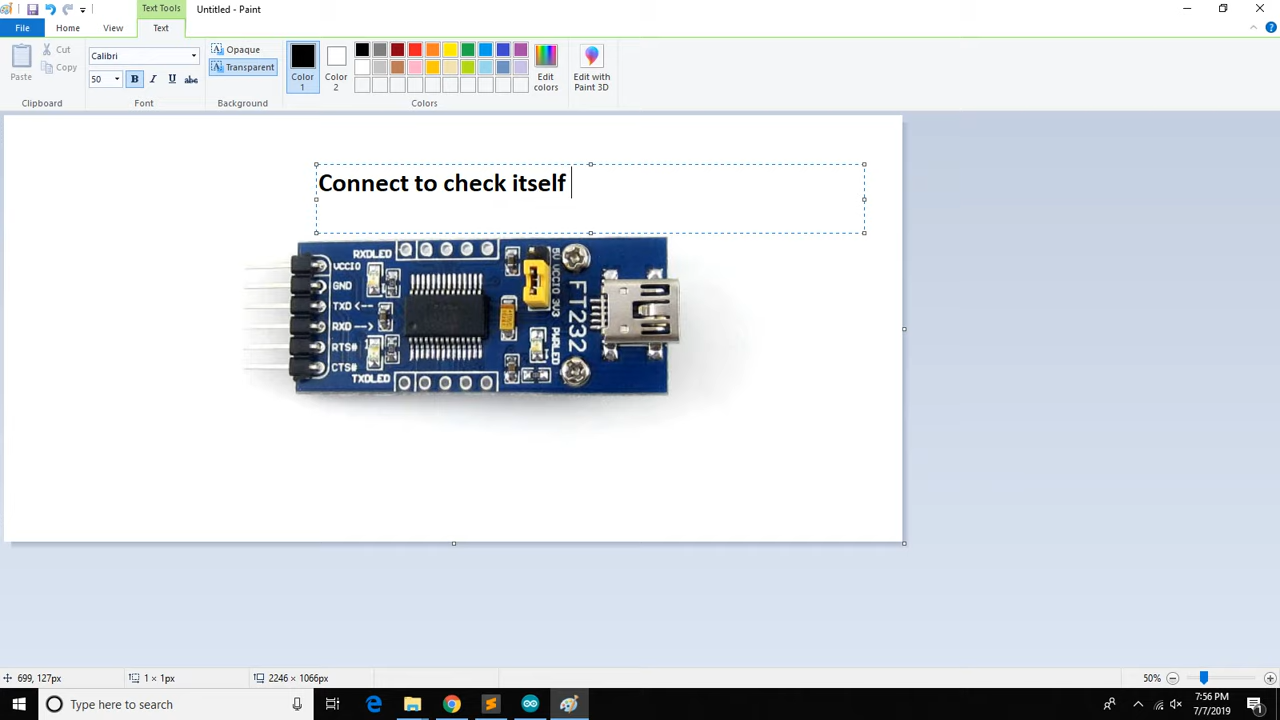 Text Tools
Untitled - Paint
File
Home
View
Text
Paste
Cut
Copy
Clipboard
Calibri
50
B
I
U
abc
Font
Opaque
Transparent
Background
Color 1
Color 2
Edit colors
Colors
Edit with Paint 3D
Connect to check itself
RXDLED
VCCIO
GND
TXD <--
RXD -->
RTS#
CTS#
TXDLED
5V VCCIO 3V3
FT232
PWRLED
699, 127px
1 × 1px
2246 × 1066px
50%
Type here to search
7:56 PM
7/7/2019
1